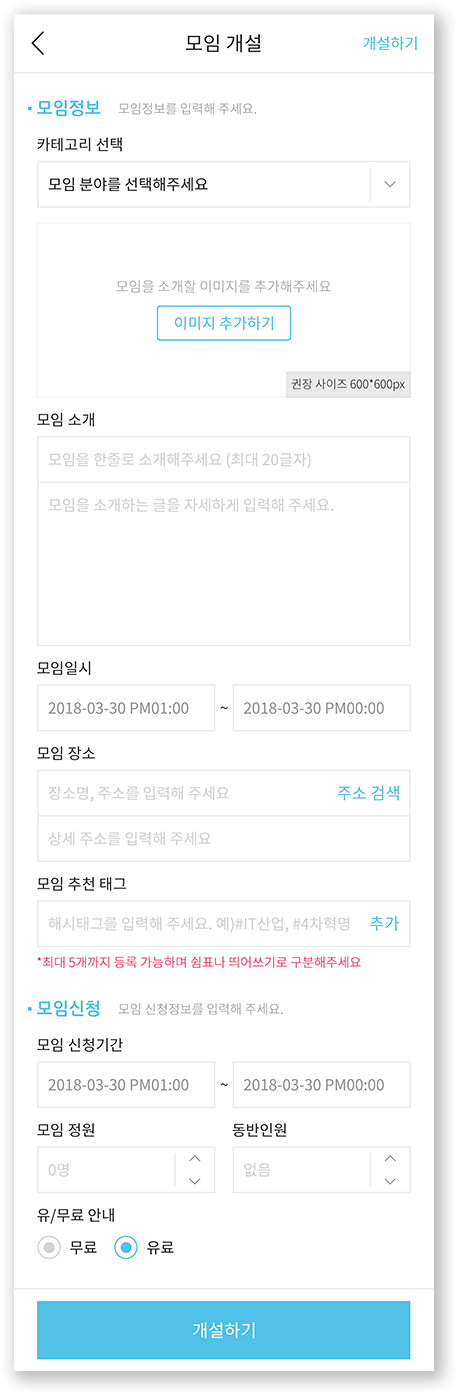 모임 개설
개설하기
모임정보 모임정보를 입력해 주세요.
카테고리 선택
모임 분야를 선택해주세요
모임을 소개할 이미지를 추가해주세요
이미지 추가하기
권장 사이즈 600*600px
모임 소개
모임을 한줄로 소개해주세요 (최대 20글자)
모임을 소개하는 글을 자세하게 입력해 주세요.
모임일시
2018-03-30 PM01:00 ~ 2018-03-30 PM00:00
모임 장소
장소명, 주소를 입력해 주세요 주소 검색
상세 주소를 입력해 주세요
모임 추천 태그
해시태그를 입력해 주세요. 예)#IT산업, #4차혁명 추가
*최대 5개까지 등록 가능하며 쉼표나 띄어쓰기로 구분해주세요
모임신청 모임 신청정보를 입력해 주세요.
모임 신청기간
2018-03-30 PM01:00 ~ 2018-03-30 PM00:00
모임 정원 동반인원
0명 없음
유/무료 안내
무료 유료
개설하기